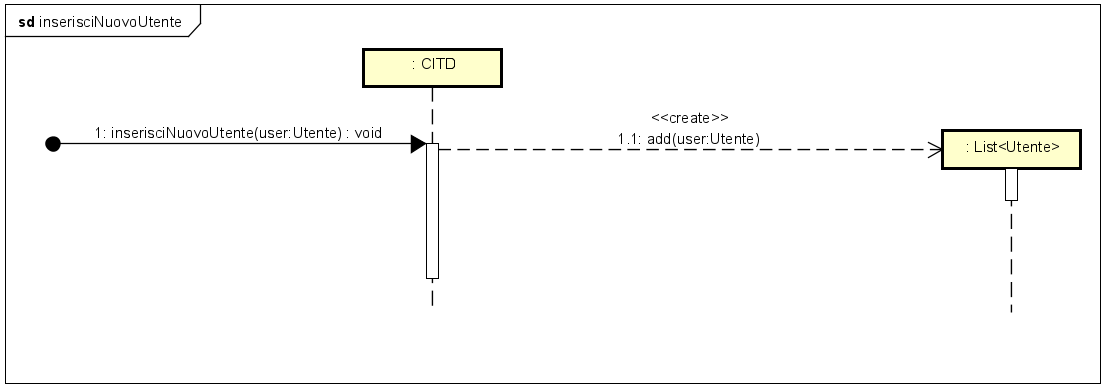 sd inserisciNuovoUtente
: CITD
<<create>>
1: inserisciNuovoUtente(user:Utente) : void
1.1: add(user:Utente)
: List<Utente>